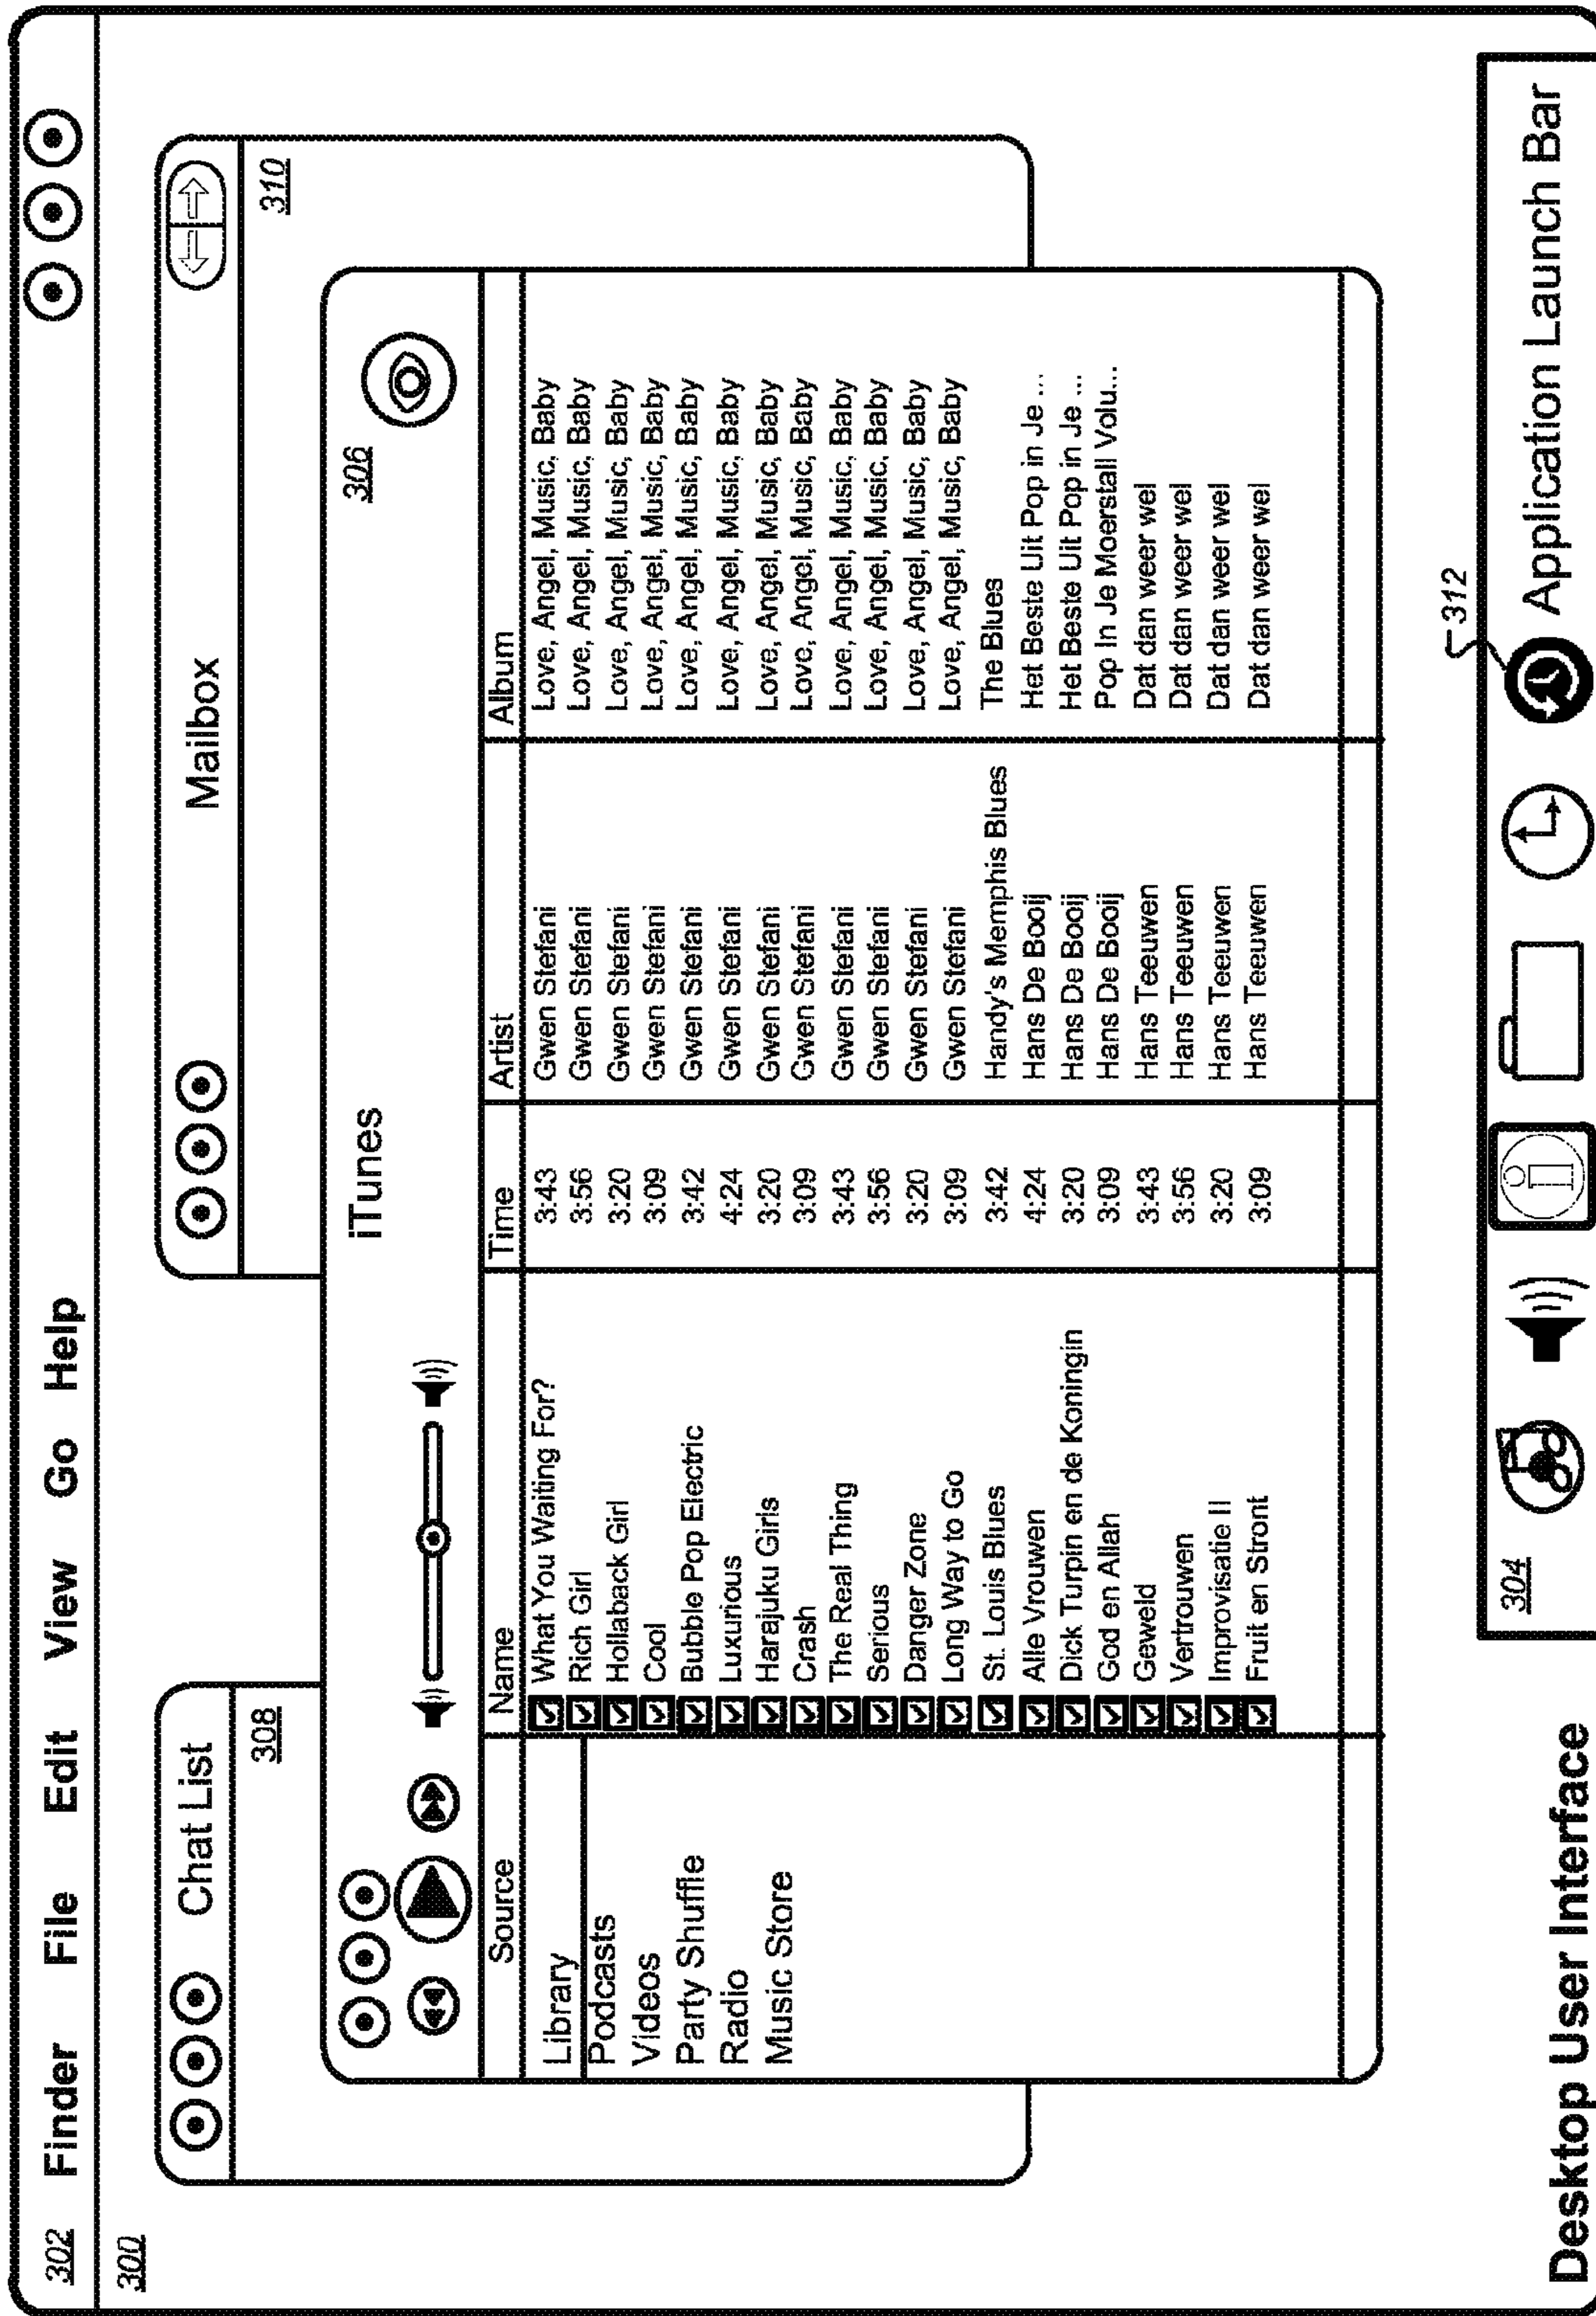 302 Finder File Edit View Go Help
300
Chat List
308
Mailbox
310
iTunes
306
Source Name Time Artist Album
Library
Podcasts
Videos
Party Shuffle
Radio
Music Store
What You Waiting For? 3:43 Gwen Stefani Love, Angel, Music, Baby
Rich Girl 3:56 Gwen Stefani Love, Angel, Music, Baby
Hollaback Girl 3:20 Gwen Stefani Love, Angel, Music, Baby
Cool 3:09 Gwen Stefani Love, Angel, Music, Baby
Bubble Pop Electric 3:42 Gwen Stefani Love, Angel, Music, Baby
Luxurious 4:24 Gwen Stefani Love, Angel, Music, Baby
Harajuku Girls 3:20 Gwen Stefani Love, Angel, Music, Baby
Crash 3:09 Gwen Stefani Love, Angel, Music, Baby
The Real Thing 3:43 Gwen Stefani Love, Angel, Music, Baby
Serious 3:56 Gwen Stefani Love, Angel, Music, Baby
Danger Zone 3:20 Gwen Stefani Love, Angel, Music, Baby
Long Way to Go 3:09 Gwen Stefani Love, Angel, Music, Baby
St. Louis Blues 3:42 Handy's Memphis Blues The Blues
Alle Vrouwen 4:24 Hans De Booij Het Beste Uit Pop in Je ...
Dick Turpin en de Koningin 3:20 Hans De Booij Het Beste Uit Pop in Je ...
God en Allah 3:09 Hans De Booij Pop In Je Moerstall Volu...
Geweld 3:43 Hans Teeuwen Dat dan weer wel
Vertrouwen 3:56 Hans Teeuwen Dat dan weer wel
Improvisatie II 3:20 Hans Teeuwen Dat dan weer wel
Fruit en Stront 3:09 Hans Teeuwen Dat dan weer wel
312
304
Application Launch Bar
Desktop User Interface